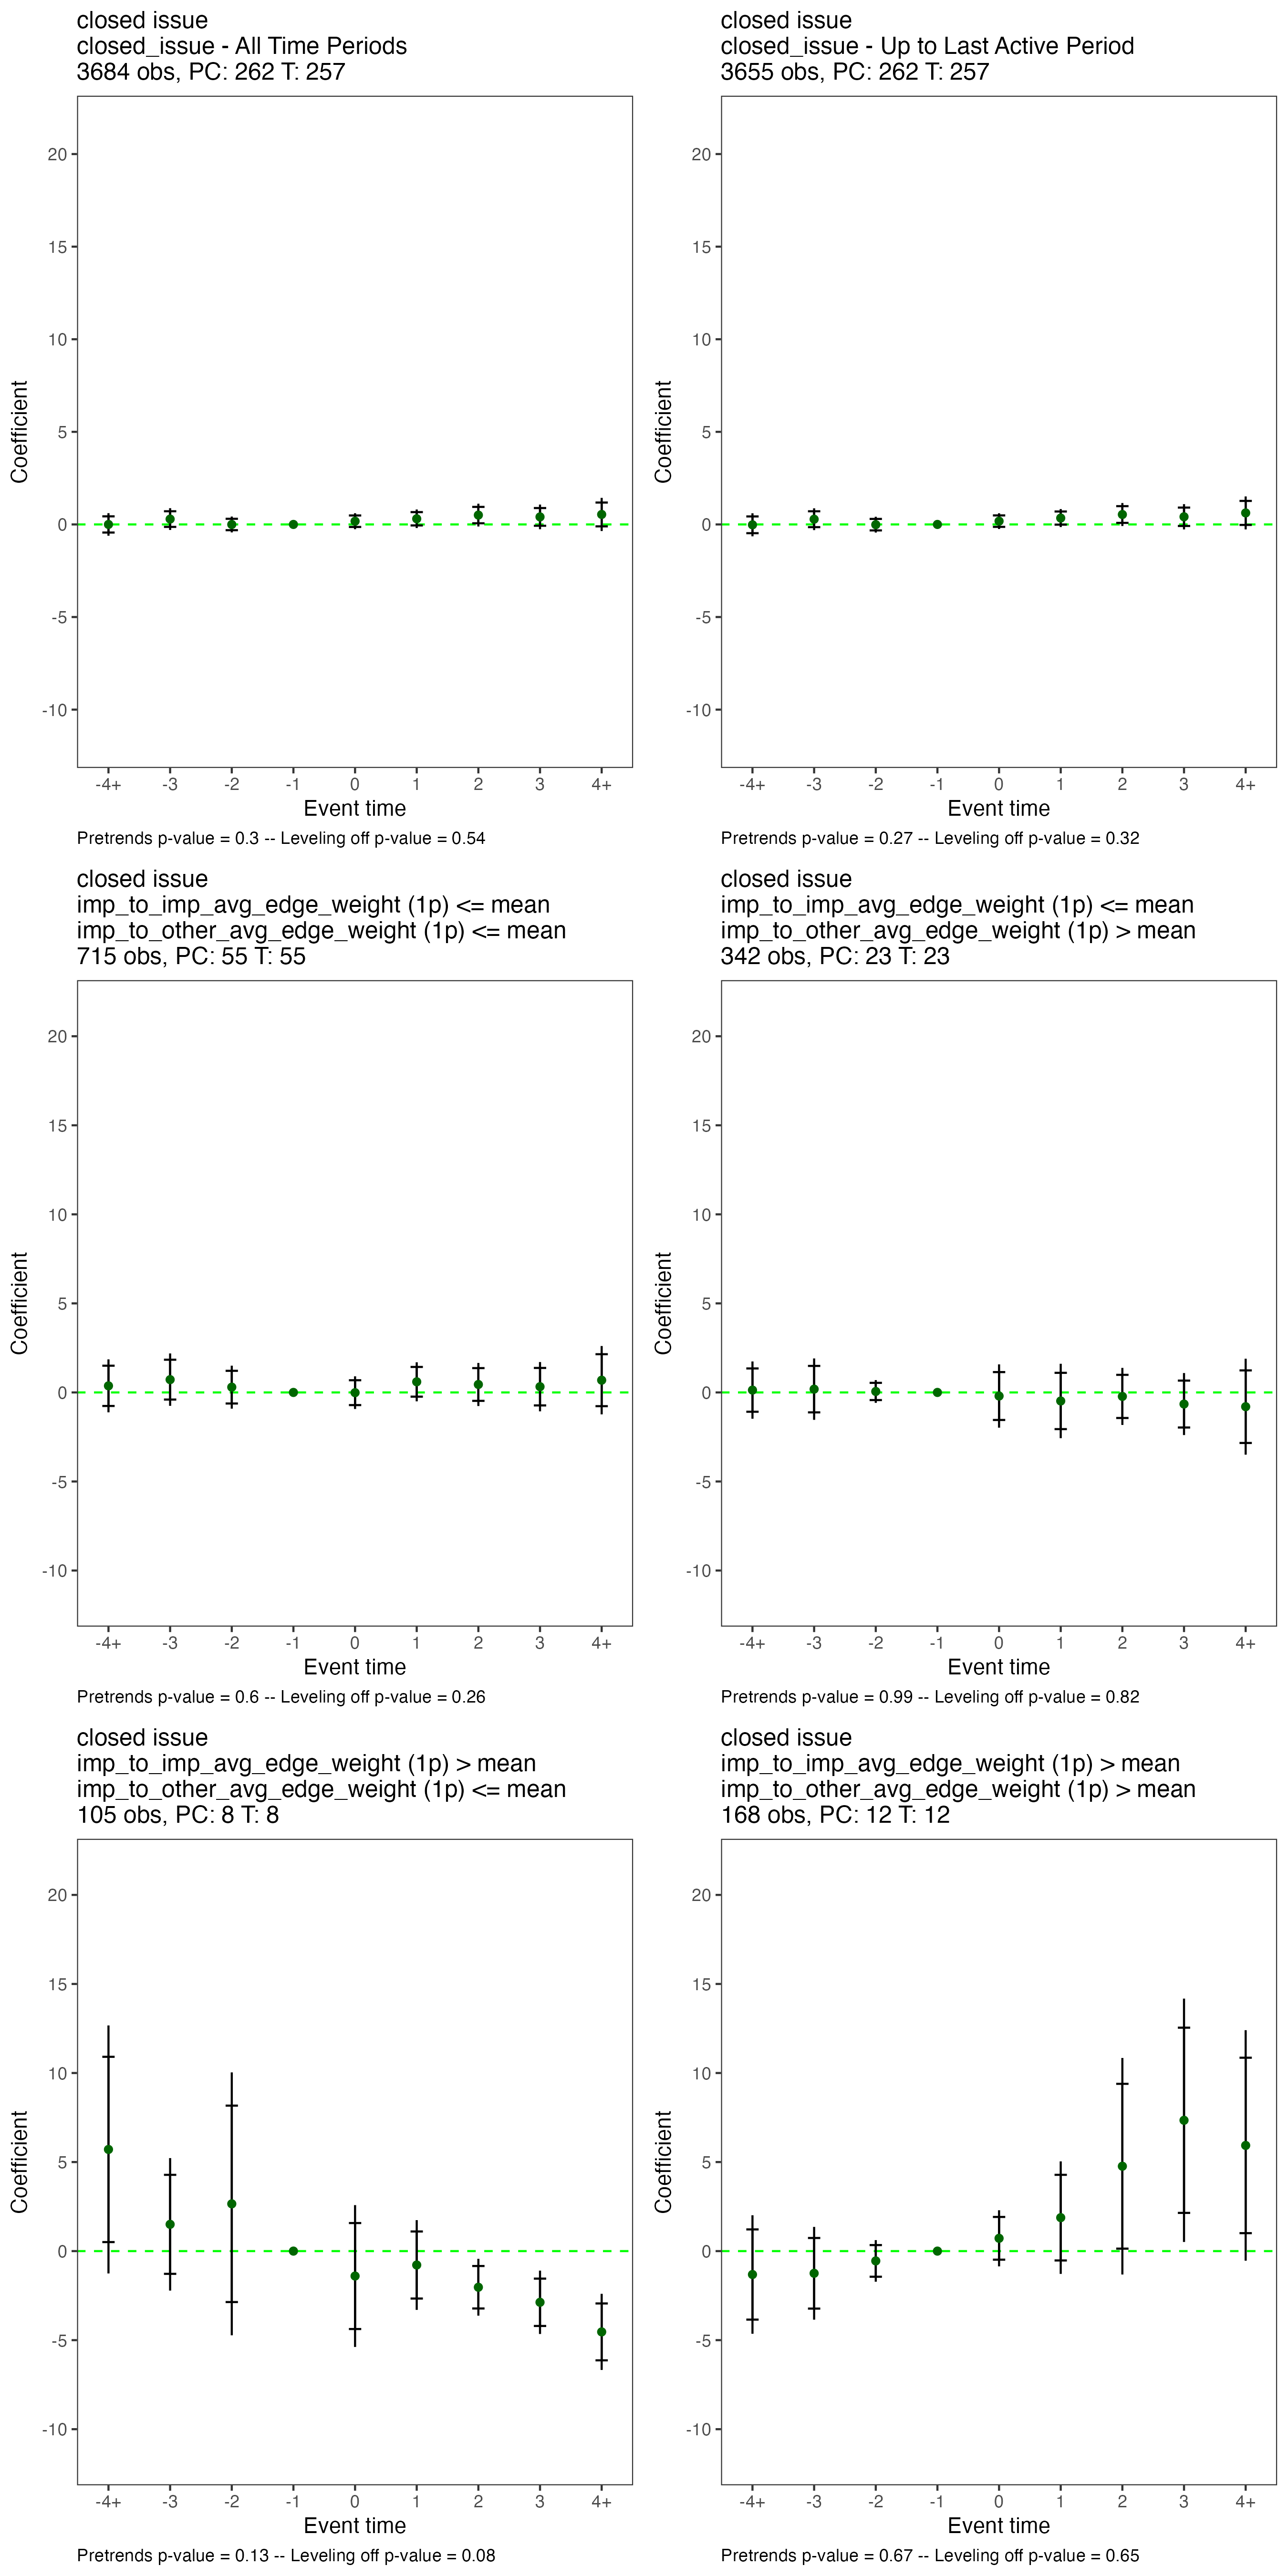 closed issue
closed_issue - All Time Periods
3684 obs, PC: 262 T: 257
20
15
10
5
0
-5
-10
Coefficient
-4+ -3 -2 -1 0 1 2 3 4+
Event time
Pretrends p-value = 0.3 -- Leveling off p-value = 0.54
closed issue
closed_issue - Up to Last Active Period
3655 obs, PC: 262 T: 257
20
15
10
5
0
-5
-10
Coefficient
-4+ -3 -2 -1 0 1 2 3 4+
Event time
Pretrends p-value = 0.27 -- Leveling off p-value = 0.32
closed issue
imp_to_imp_avg_edge_weight (1p) <= mean
imp_to_other_avg_edge_weight (1p) <= mean
715 obs, PC: 55 T: 55
20
15
10
5
0
-5
-10
Coefficient
-4+ -3 -2 -1 0 1 2 3 4+
Event time
Pretrends p-value = 0.6 -- Leveling off p-value = 0.26
closed issue
imp_to_imp_avg_edge_weight (1p) <= mean
imp_to_other_avg_edge_weight (1p) > mean
342 obs, PC: 23 T: 23
20
15
10
5
0
-5
-10
Coefficient
-4+ -3 -2 -1 0 1 2 3 4+
Event time
Pretrends p-value = 0.99 -- Leveling off p-value = 0.82
closed issue
imp_to_imp_avg_edge_weight (1p) > mean
imp_to_other_avg_edge_weight (1p) <= mean
105 obs, PC: 8 T: 8
20
15
10
5
0
-5
-10
Coefficient
-4+ -3 -2 -1 0 1 2 3 4+
Event time
Pretrends p-value = 0.13 -- Leveling off p-value = 0.08
closed issue
imp_to_imp_avg_edge_weight (1p) > mean
imp_to_other_avg_edge_weight (1p) > mean
168 obs, PC: 12 T: 12
20
15
10
5
0
-5
-10
Coefficient
-4+ -3 -2 -1 0 1 2 3 4+
Event time
Pretrends p-value = 0.67 -- Leveling off p-value = 0.65